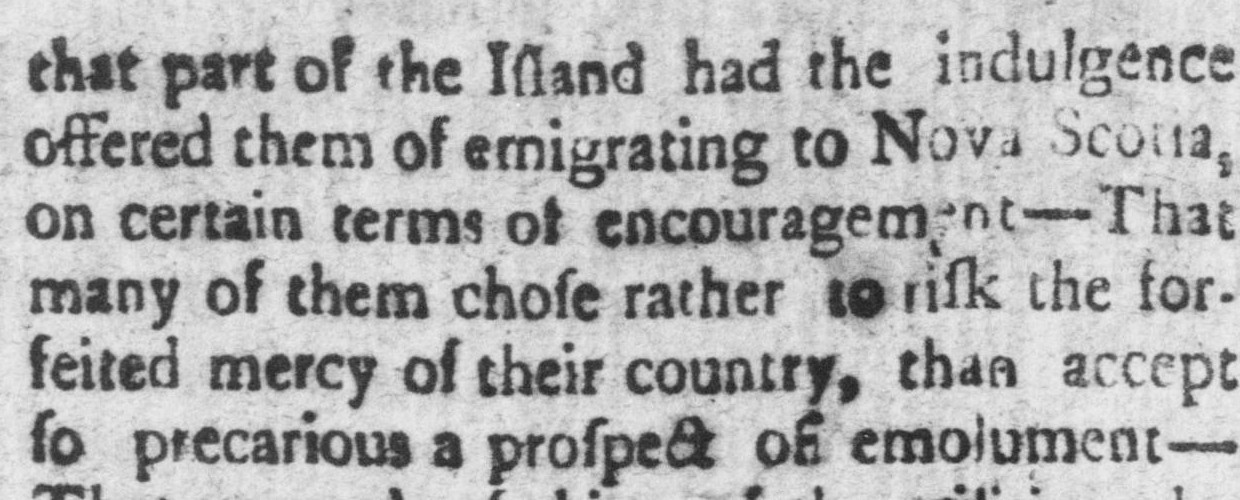 that part of the Iſland had the indulgence
offered them of emigrating to Nova Scotia,
on certain terms of encouragement—That
many of them choſe rather to riſk the for-
feited mercy of their country, than accept
ſo precarious a proſpect of emolument—